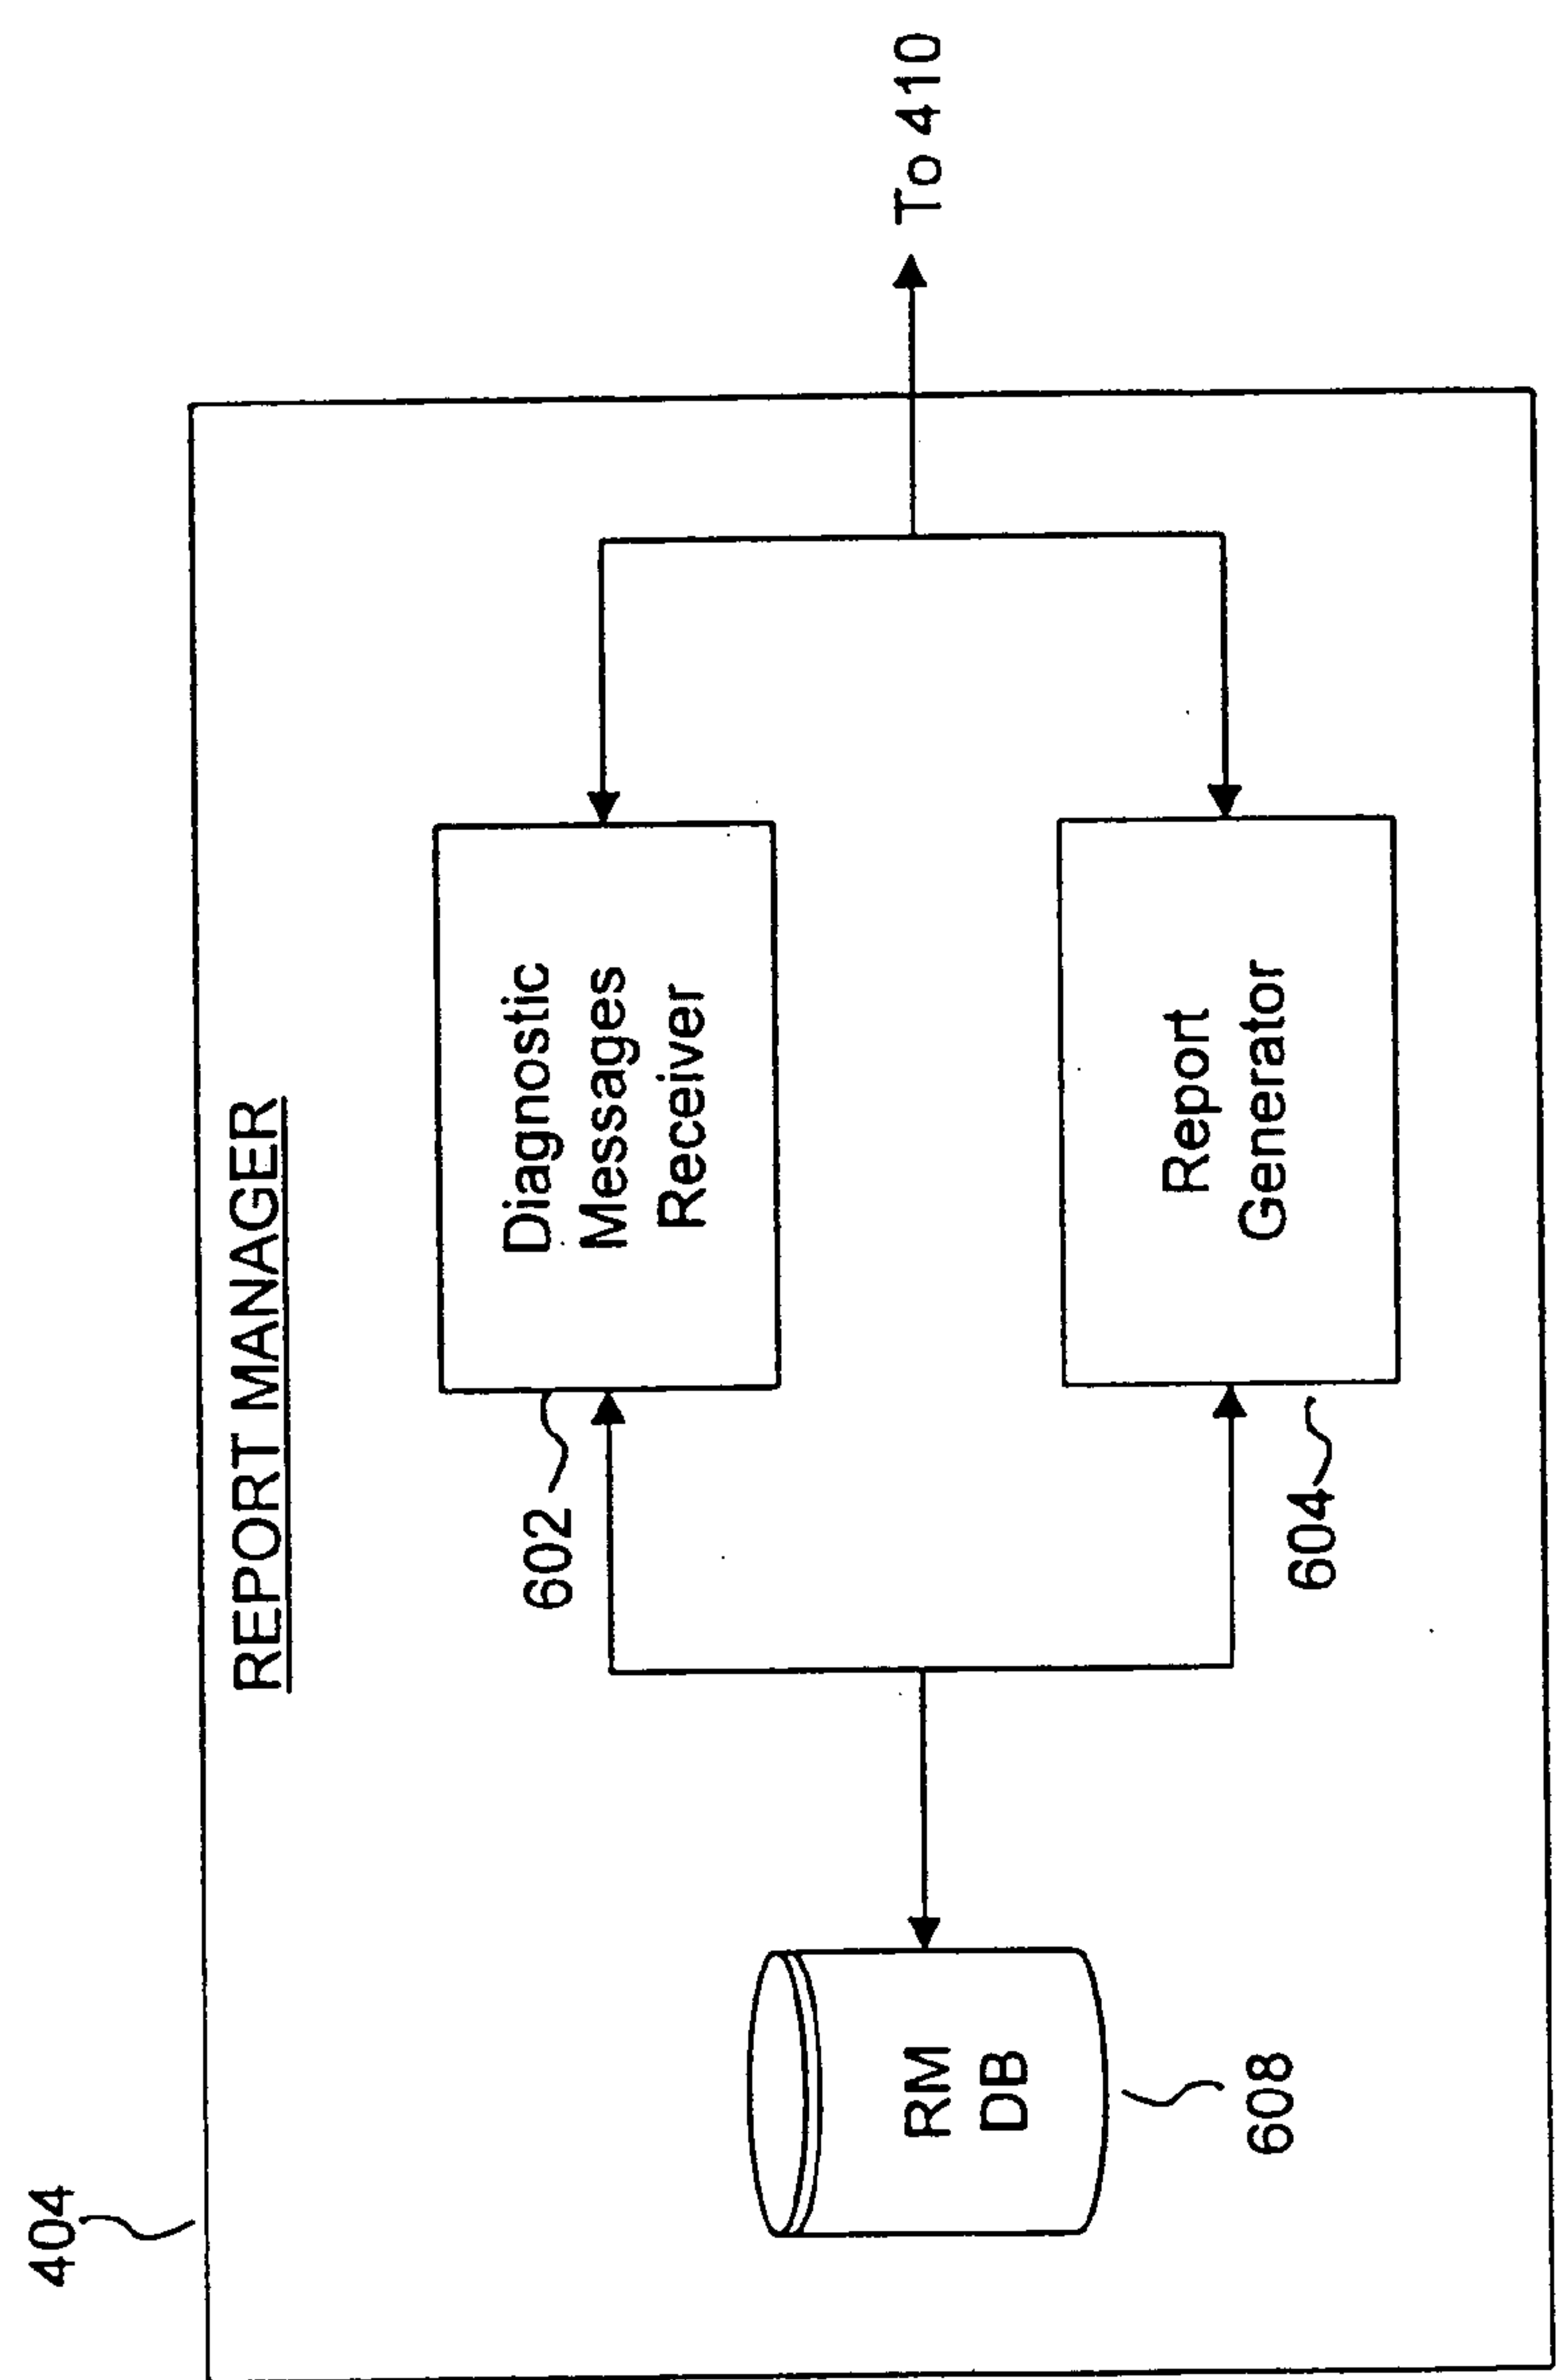 404
REPORT MANAGER
Diagnostic
Messages
Receiver
602
To 410
RM
DB
608
Report
Generator
604